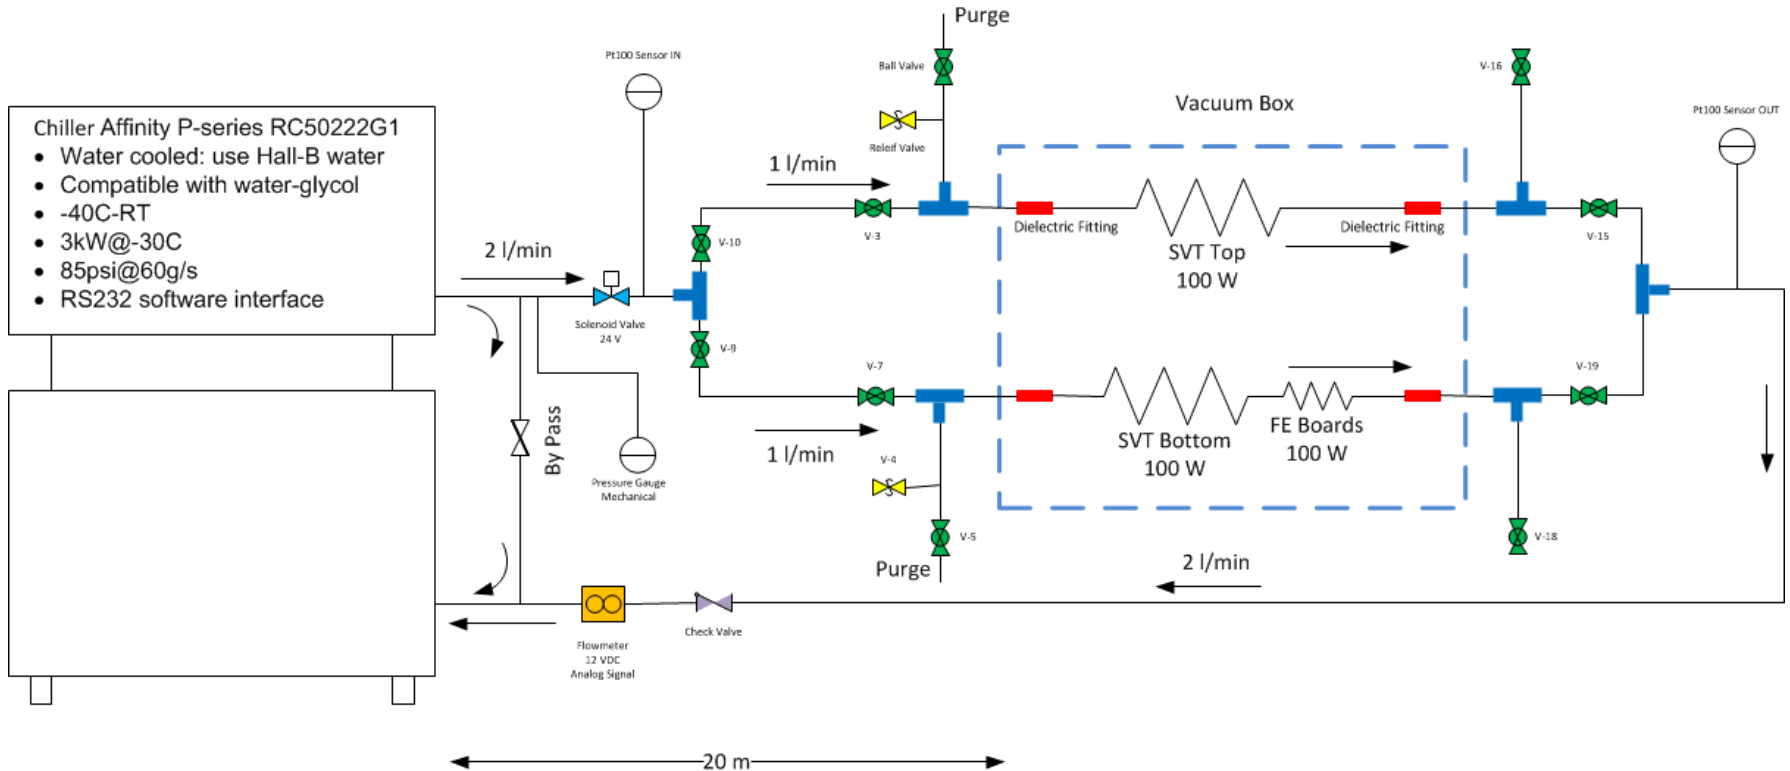 Purge
Pt100 Sensor IN
Ball Valve
V-16
Vacuum Box
Pt100 Sensor OUT
Chiller Affinity P-series RC50222G1
• Water cooled: use Hall-B water
• Compatible with water-glycol
• -40C-RT
• 3kW@-30C
• 85psi@60g/s
• RS232 software interface
Releif Valve
1 l/min
Dielectric Fitting
Dielectric Fitting
V-3
V-10
V-15
SVT Top
100 W
2 l/min
Solenoid Valve
24 V
V-9
V-7
V-19
SVT Bottom
100 W
FE Boards
100 W
1 l/min
By Pass
V-4
Pressure Gauge
Mechanical
V-5
V-18
Purge
2 l/min
Check Valve
Flowmeter
12 VDC
Analog Signal
20 m